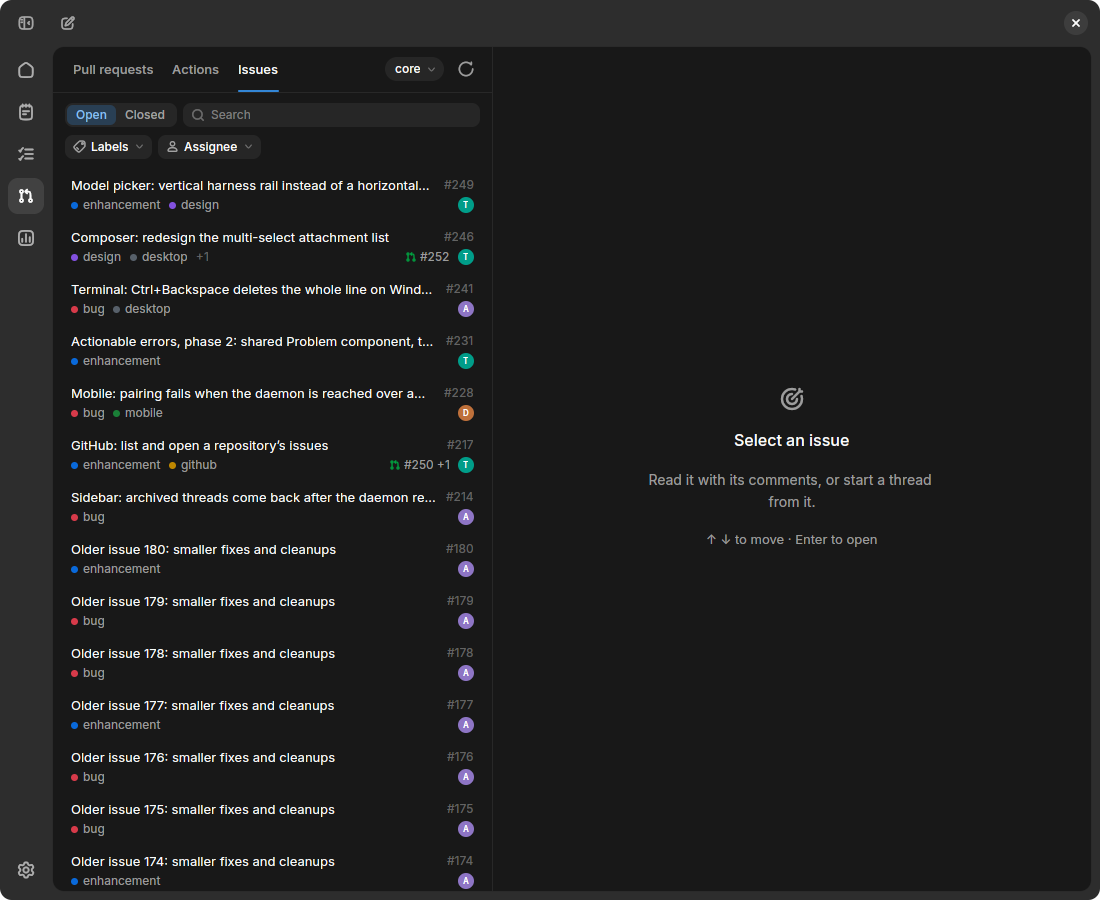 Pull requests Actions Issues core
Open Closed Search
Labels Assignee
Model picker: vertical harness rail instead of a horizontal... #249
enhancement design T
Composer: redesign the multi-select attachment list #246
design desktop +1 #252 T
Terminal: Ctrl+Backspace deletes the whole line on Wind... #241
bug desktop A
Actionable errors, phase 2: shared Problem component, t... #231
enhancement T
Mobile: pairing fails when the daemon is reached over a... #228
bug mobile D
GitHub: list and open a repository’s issues #217
enhancement github #250 +1 T
Sidebar: archived threads come back after the daemon re... #214
bug A
Older issue 180: smaller fixes and cleanups #180
enhancement A
Older issue 179: smaller fixes and cleanups #179
bug A
Older issue 178: smaller fixes and cleanups #178
bug A
Older issue 177: smaller fixes and cleanups #177
enhancement A
Older issue 176: smaller fixes and cleanups #176
bug A
Older issue 175: smaller fixes and cleanups #175
bug A
Older issue 174: smaller fixes and cleanups #174
enhancement A
Select an issue
Read it with its comments, or start a thread
from it.
↑ ↓ to move · Enter to open